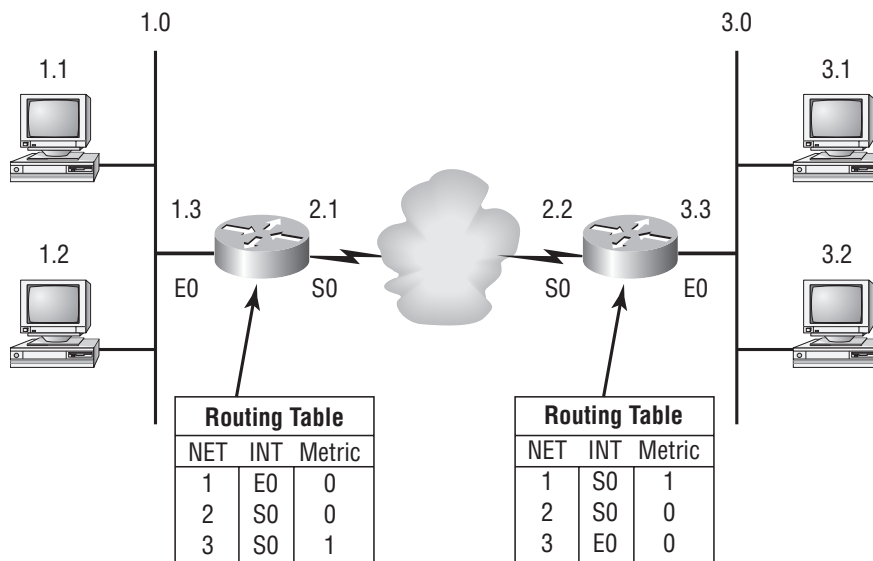 1.0
3.0
1.1
3.1
1.3
2.1
2.2
3.3
1.2
3.2
E0
S0
S0
E0
Routing Table
NET INT Metric
1 E0 0
2 S0 0
3 S0 1
Routing Table
NET INT Metric
1 S0 1
2 S0 0
3 E0 0